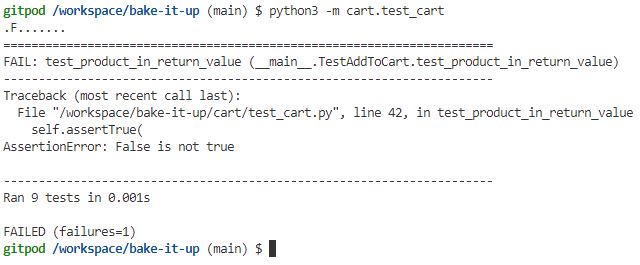 gitpod /workspace/bake-it-up (main) $ python3 -m cart.test_cart
.F.......
======================================================================
FAIL: test_product_in_return_value (__main__.TestAddToCart.test_product_in_return_value)
----------------------------------------------------------------------
Traceback (most recent call last):
  File "/workspace/bake-it-up/cart/test_cart.py", line 42, in test_product_in_return_value
    self.assertTrue(
AssertionError: False is not true

----------------------------------------------------------------------
Ran 9 tests in 0.001s

FAILED (failures=1)
gitpod /workspace/bake-it-up (main) $